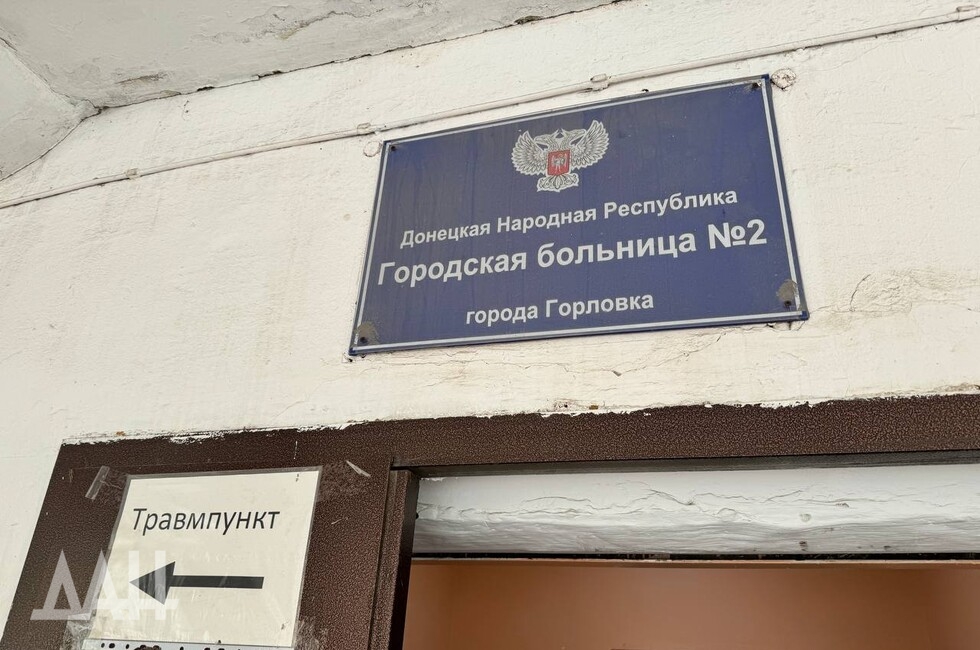 Донецкая Народная Республика
Городская больница №2
города Горловка
Травмпункт
ДАН